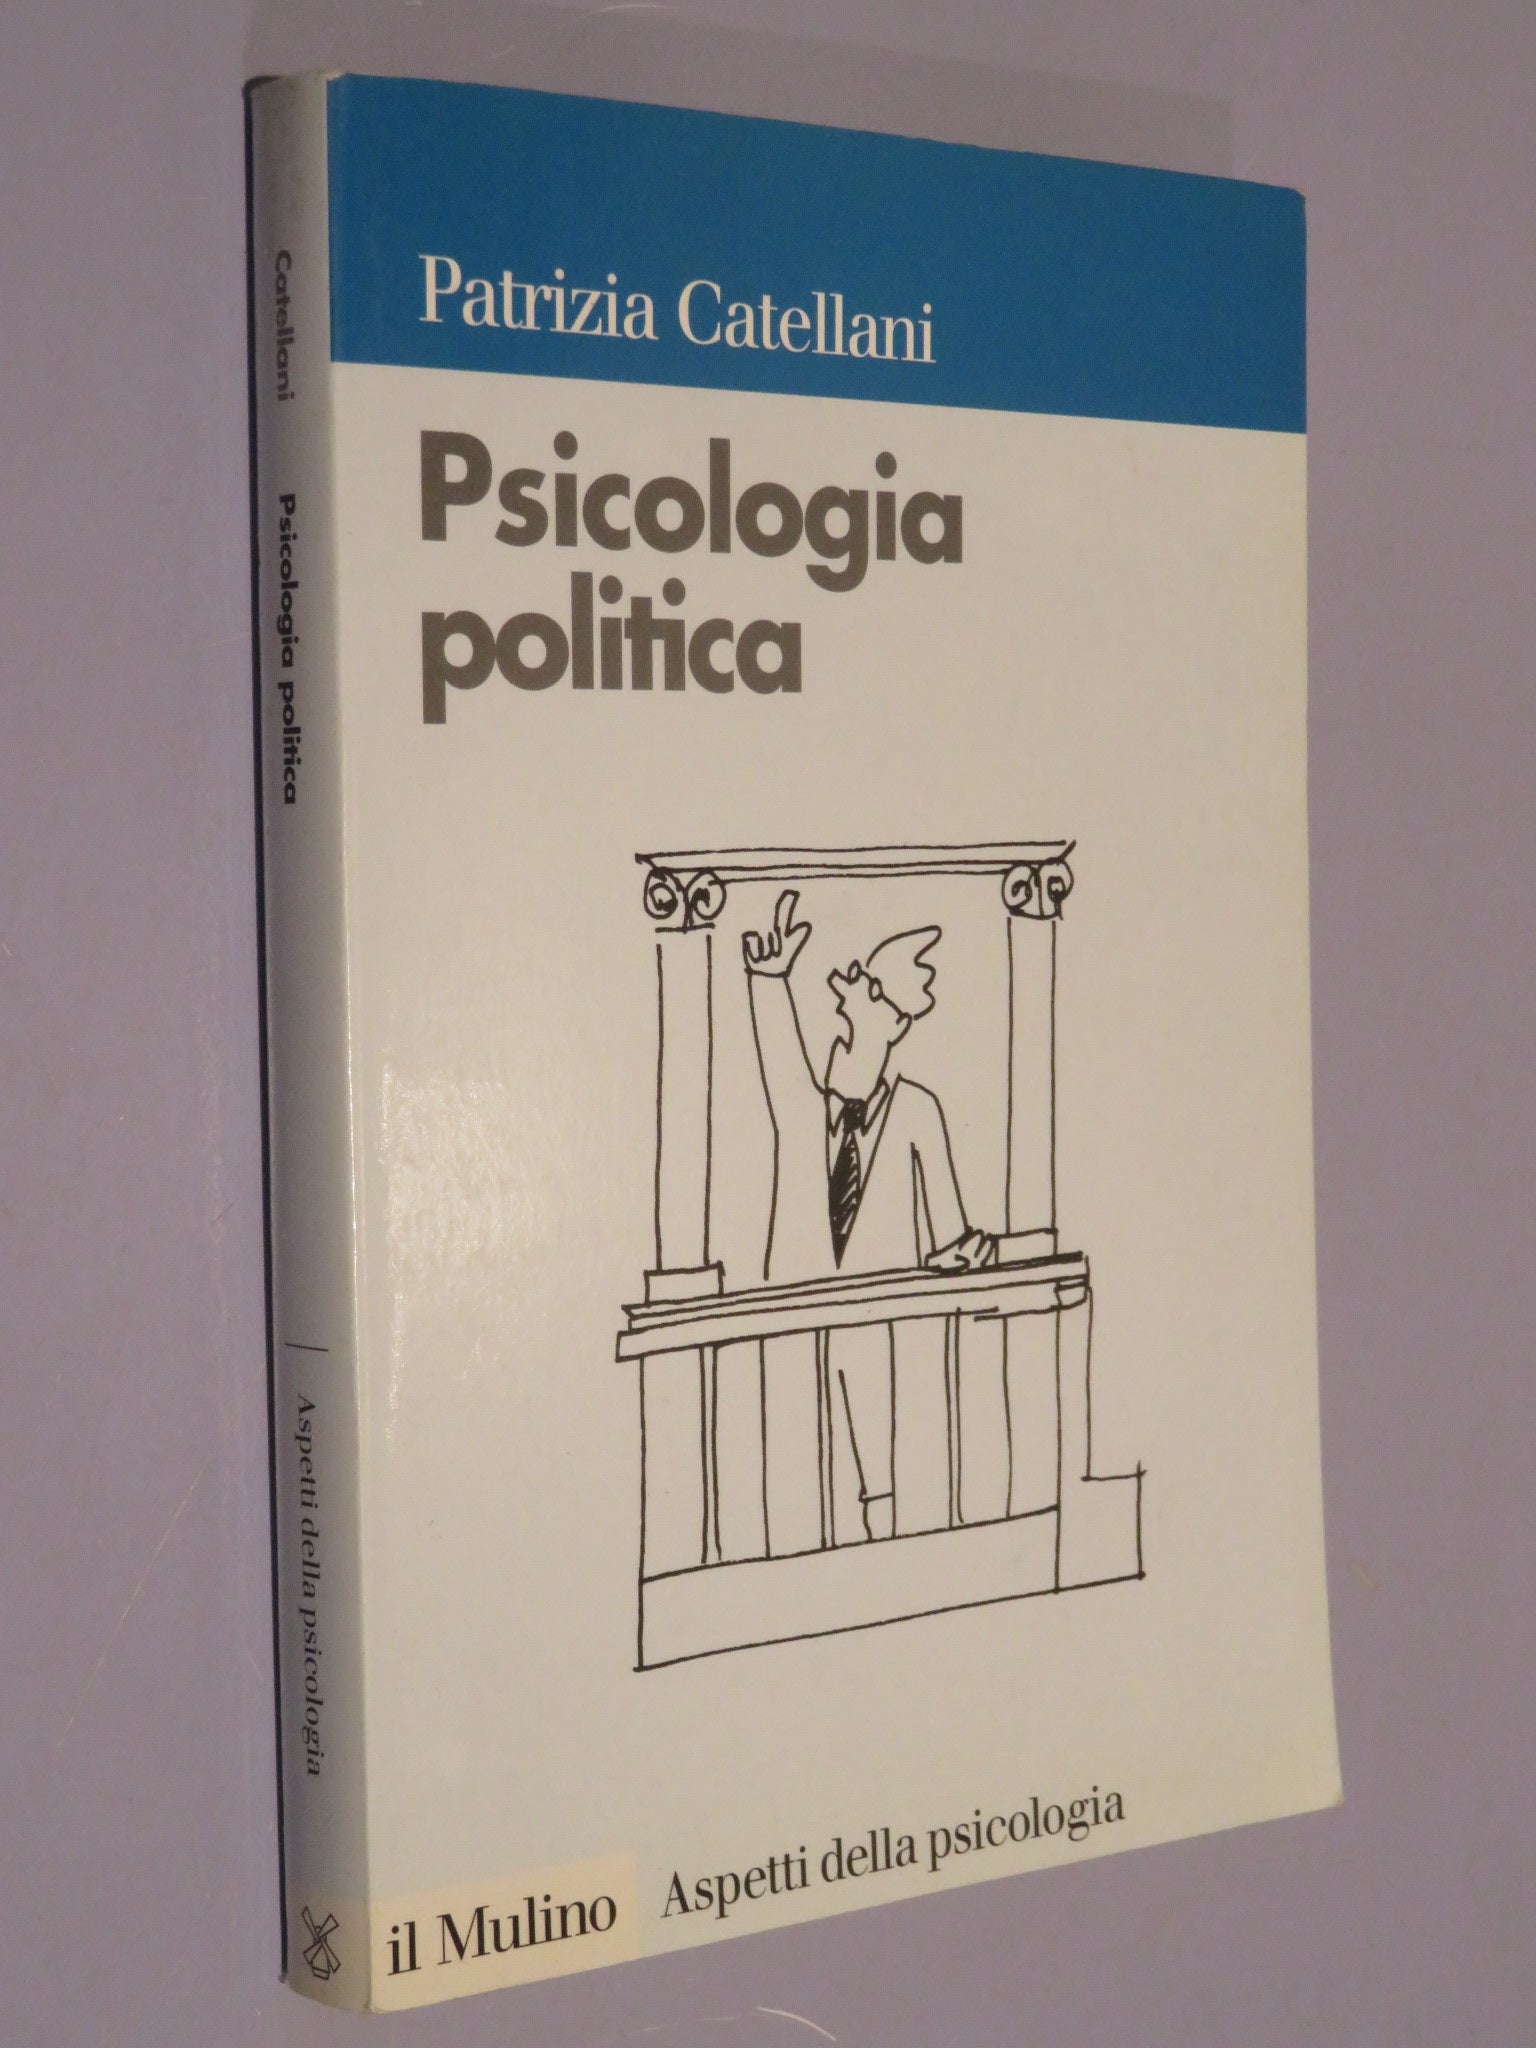 Patrizia Catellani
Psicologia
politica
il Mulino
Aspetti della psicologia
Catellani
Psicologia politica
Aspetti della psicologia